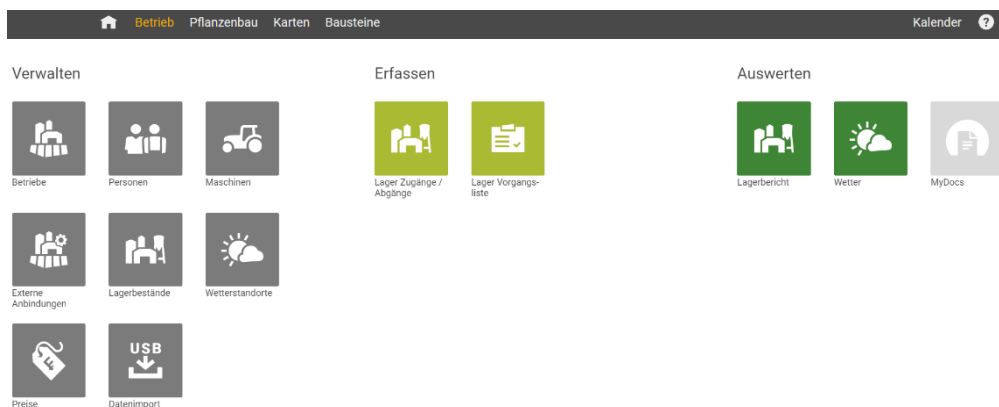 Betrieb Pflanzenbau Karten Bausteine Kalender ?
Verwalten
Betriebe
Personen
Maschinen
Externe
Anbindungen
Lagerbestände
Wetterstandorte
Preise
USB
Datenimport
Erfassen
Lager Zugänge /
Abgänge
Lager Vorgangs-
liste
Auswerten
Lagerbericht
Wetter
MyDocs